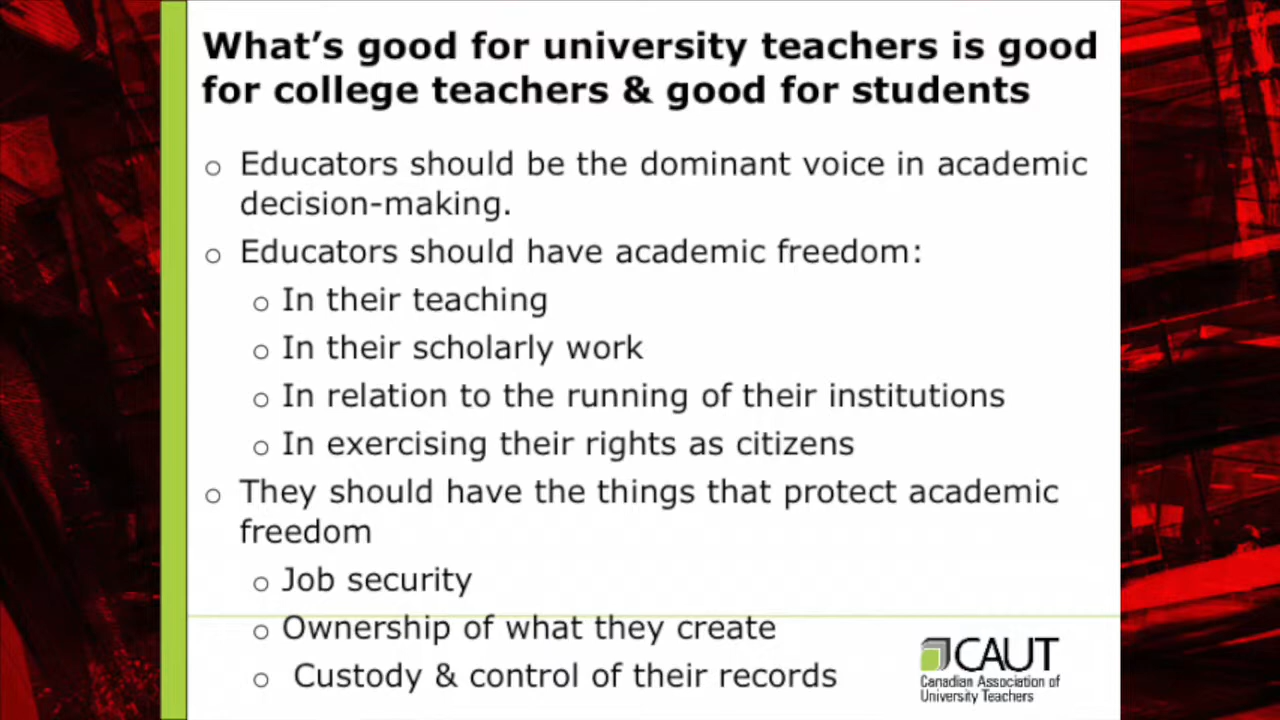 What's good for university teachers is good
for college teachers & good for students
o Educators should be the dominant voice in academic
decision-making.
o Educators should have academic freedom:
o In their teaching
o In their scholarly work
o In relation to the running of their institutions
o In exercising their rights as citizens
o They should have the things that protect academic
freedom
o Job security
o Ownership of what they create
o Custody & control of their records
CAUT
Canadian Association of
University Teachers